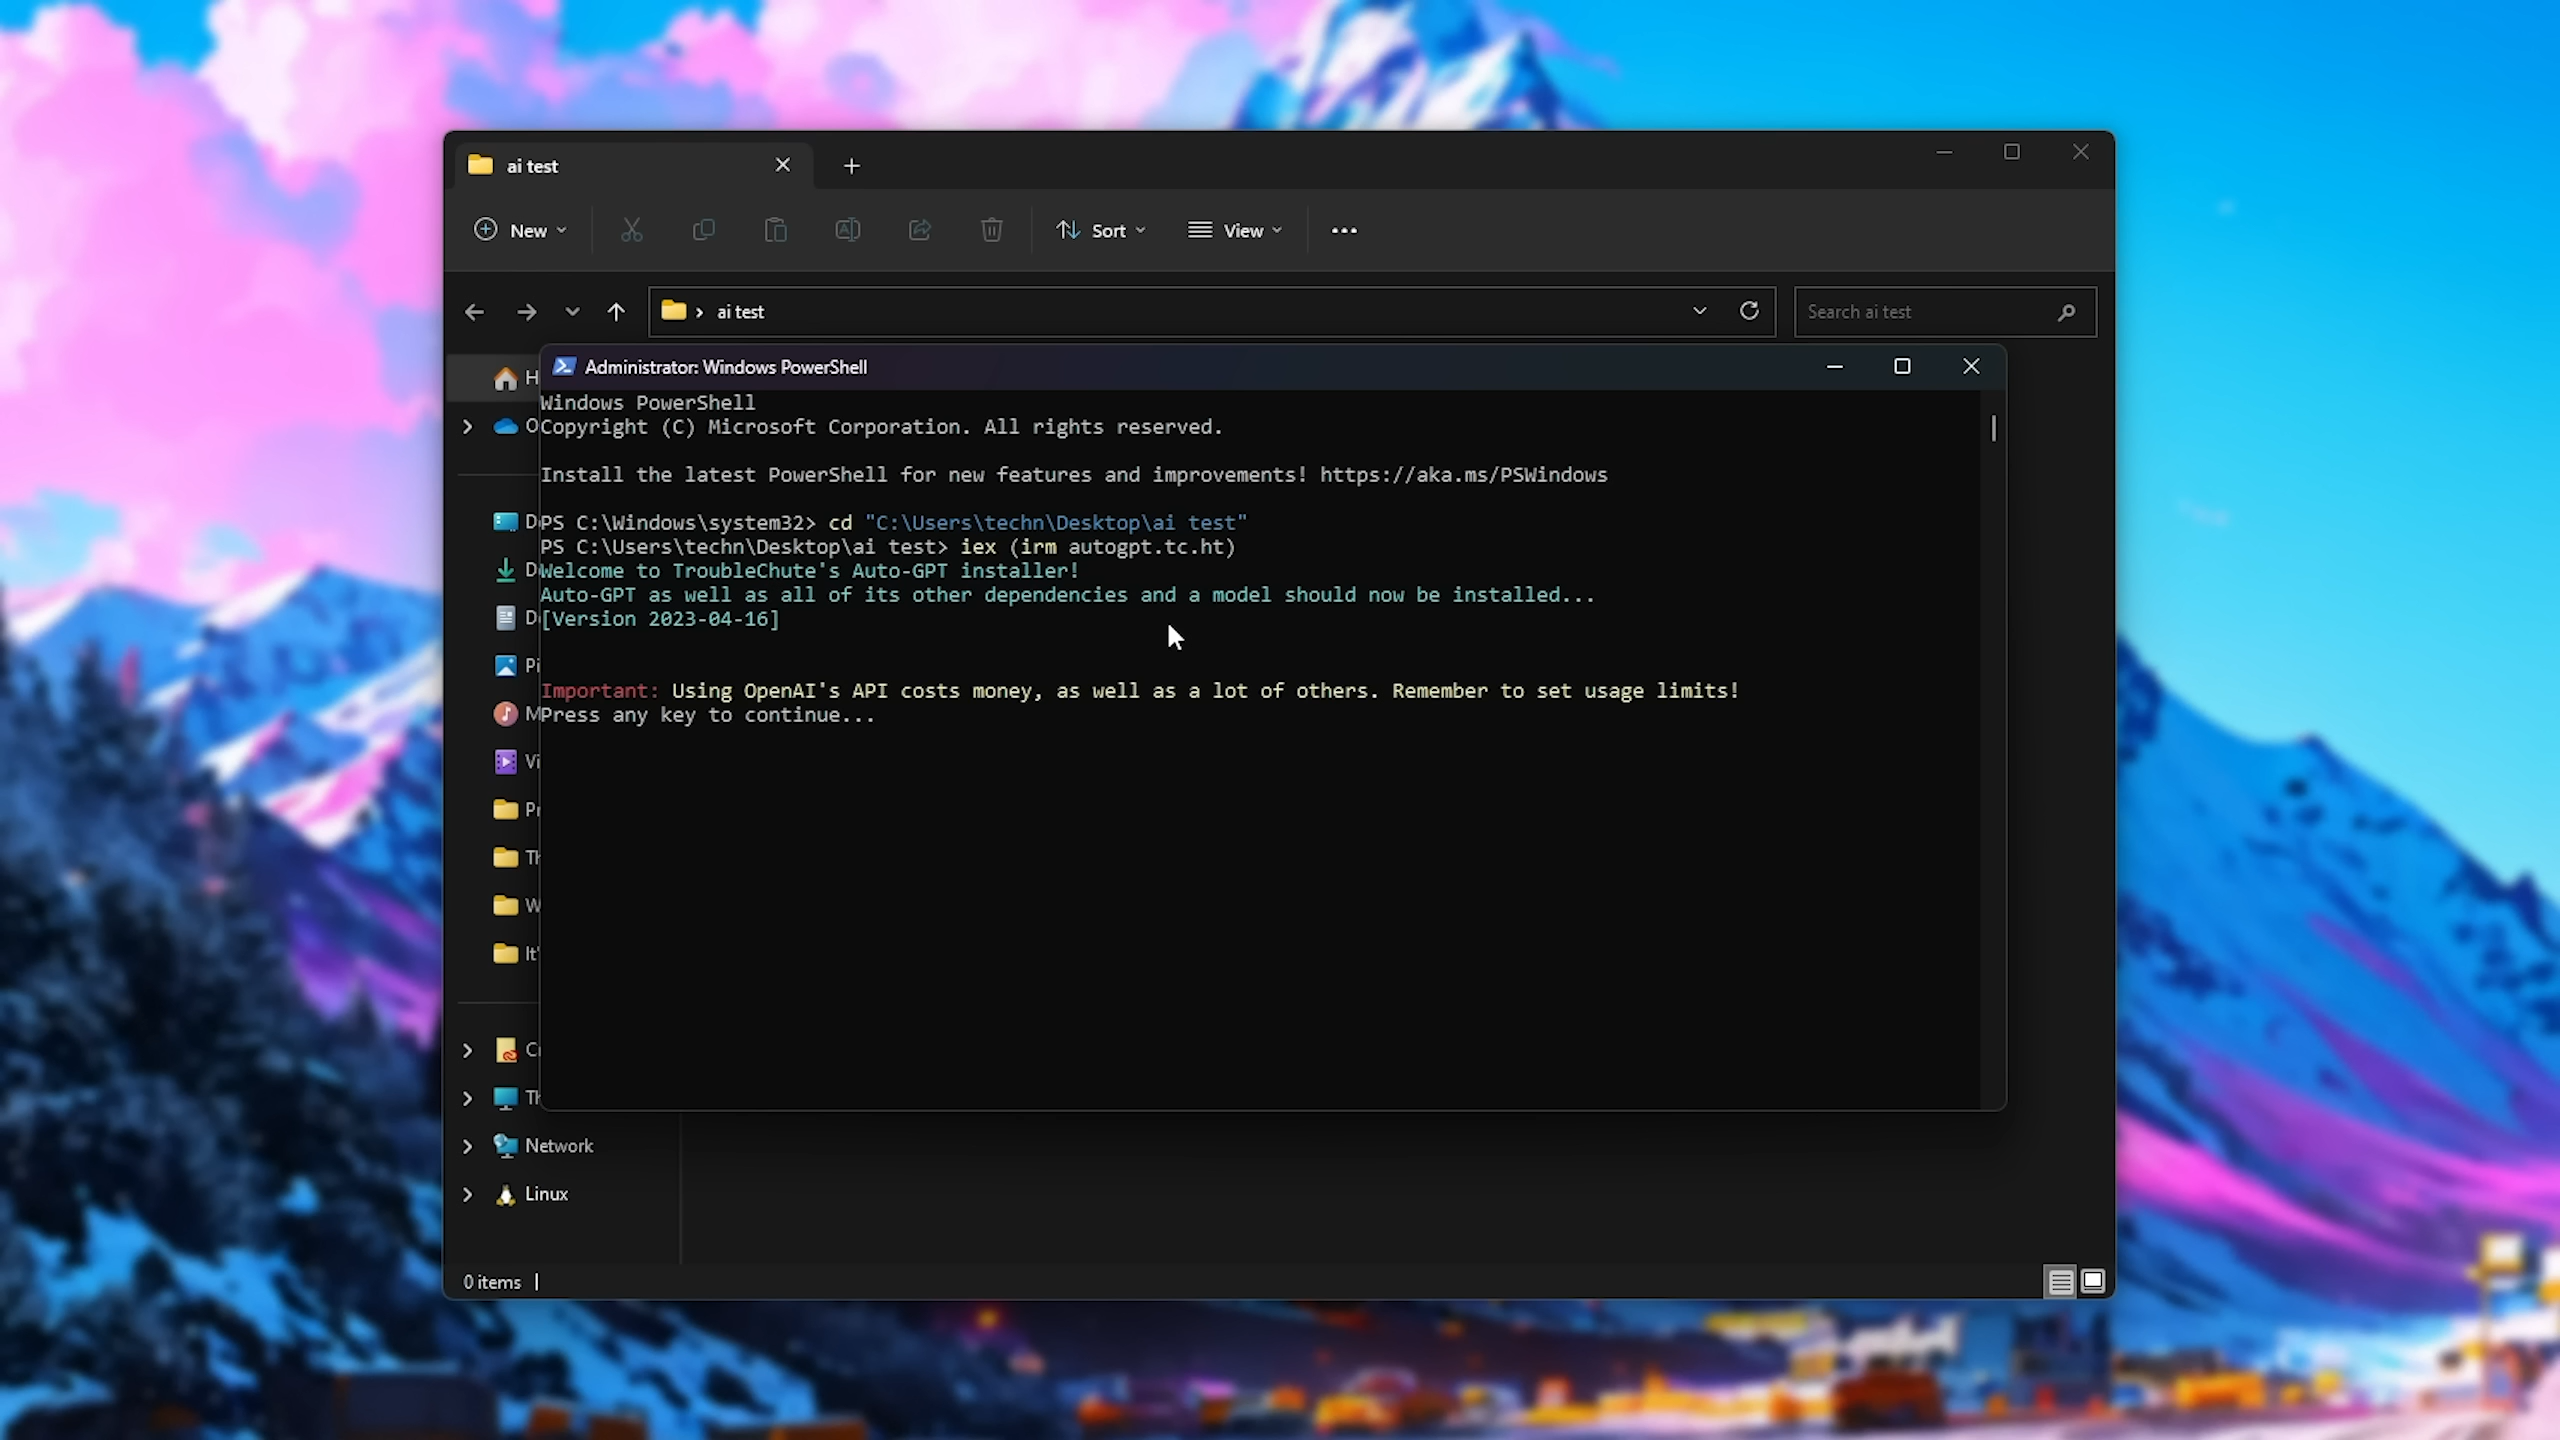 ai test
New
Sort
View
ai test
Search ai test
Administrator: Windows PowerShell
Windows PowerShell
Copyright (C) Microsoft Corporation. All rights reserved.
Install the latest PowerShell for new features and improvements! https://aka.ms/PSWindows
PS C:\Windows\system32> cd "C:\Users\techn\Desktop\ai test"
PS C:\Users\techn\Desktop\ai test> iex (irm autogpt.tc.ht)
Welcome to TroubleChute's Auto-GPT installer!
Auto-GPT as well as all of its other dependencies and a model should now be installed...
[Version 2023-04-16]
Important: Using OpenAI's API costs money, as well as a lot of others. Remember to set usage limits!
Press any key to continue...
Network
Linux
0 items